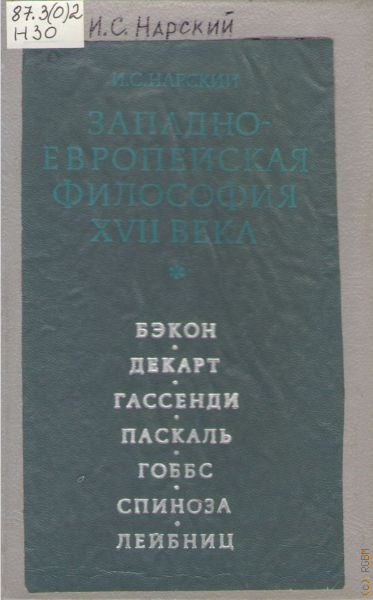 87.3(0)2
Н30
И.С. Нарский
И.С. НАРСКИЙ
ЗАПАДНО-
ЕВРОПЕЙСКАЯ
ФИЛОСОФИЯ
XVII ВЕКА
*
БЭКОН
•
ДЕКАРТ
•
ГАССЕНДИ
•
ПАСКАЛЬ
•
ГОББС
•
СПИНОЗА
•
ЛЕЙБНИЦ
(c) RGBM